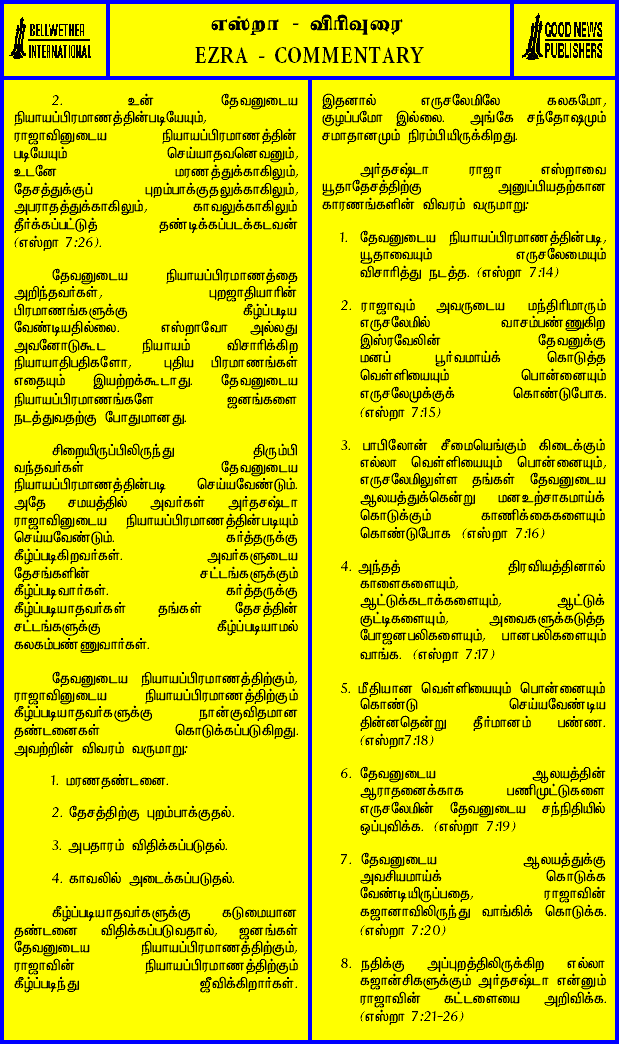 BELLWETHER
INTERNATIONAL
எஸ்றா - விரிவுரை
EZRA - COMMENTARY
GOOD NEWS
PUBLISHERS
2. உன் தேவனுடைய
நியாயப்பிரமாணத்தின்படியேயும்,
ராஜாவினுடைய நியாயப்பிரமாணத்தின்
படியேயும் செய்யாதவனெவனும்,
உடனே மரணத்துக்காகிலும்,
தேசத்துக்குப் புறம்பாக்குதலுக்காகிலும்,
அபராதத்துக்காகிலும், காவலுக்காகிலும்
தீர்க்கப்பட்டுத் தண்டிக்கப்படக்கடவன்
(எஸ்றா 7:26).
தேவனுடைய நியாயப்பிரமாணத்தை
அறிந்தவர்கள், புறஜாதியாரின்
பிரமாணங்களுக்கு கீழ்ப்படிய
வேண்டியதில்லை. எஸ்றாவோ அல்லது
அவனோடுகூட நியாயம் விசாரிக்கிற
நியாயாதிபதிகளோ, புதிய பிரமாணங்கள்
எதையும் இயற்றக்கூடாது. தேவனுடைய
நியாயப்பிரமாணங்களே ஜனங்களை
நடத்துவதற்கு போதுமானது.
சிறையிருப்பிலிருந்து திரும்பி
வந்தவர்கள் தேவனுடைய
நியாயப்பிரமாணத்தின்படி செய்யவேண்டும்.
அதே சமயத்தில் அவர்கள் அர்தசஷ்டா
ராஜாவினுடைய நியாயப்பிரமாணத்தின்படியும்
செய்யவேண்டும். கர்த்தருக்கு
கீழ்ப்படிகிறவர்கள். அவர்களுடைய
தேசங்களின் சட்டங்களுக்கும்
கீழ்ப்படிவார்கள். கர்த்தருக்கு
கீழ்ப்படியாதவர்கள் தங்கள் தேசத்தின்
சட்டங்களுக்கு கீழ்ப்படியாமல்
கலகம்பண்ணுவார்கள்.
தேவனுடைய நியாயப்பிரமாணத்திற்கும்,
ராஜாவினுடைய நியாயப்பிரமாணத்திற்கும்
கீழ்ப்படியாதவர்களுக்கு நான்குவிதமான
தண்டனைகள் கொடுக்கப்படுகிறது.
அவற்றின் விவரம் வருமாறு:
1. மரணதண்டனை.
2. தேசத்திற்கு புறம்பாக்குதல்.
3. அபதாரம் விதிக்கப்படுதல்.
4. காவலில் அடைக்கப்படுதல்.
கீழ்ப்படியாதவர்களுக்கு கடுமையான
தண்டனை விதிக்கப்படுவதால், ஜனங்கள்
தேவனுடைய நியாயப்பிரமாணத்திற்கும்,
ராஜாவின் நியாயப்பிரமாணத்திற்கும்
கீழ்ப்படிந்து ஜீவிக்கிறார்கள்.
இதனால் எருசலேமிலே கலகமோ,
குழப்பமோ இல்லை. அங்கே சந்தோஷமும்
சமாதானமும் நிரம்பியிருக்கிறது.
அர்தசஷ்டா ராஜா எஸ்றாவை
யூதாதேசத்திற்கு அனுப்பியதற்கான
காரணங்களின் விவரம் வருமாறு:
1. தேவனுடைய நியாயப்பிரமாணத்தின்படி,
யூதாவையும் எருசலேமையும்
விசாரித்து நடத்த. (எஸ்றா 7:14)
2. ராஜாவும் அவருடைய மந்திரிமாரும்
எருசலேமில் வாசம்பண்ணுகிற
இஸ்ரவேலின் தேவனுக்கு
மனப் பூர்வமாய்க் கொடுத்த
வெள்ளியையும் பொன்னையும்
எருசலேமுக்குக் கொண்டுபோக.
(எஸ்றா 7:15)
3. பாபிலோன் சீமையெங்கும் கிடைக்கும்
எல்லா வெள்ளியையும் பொன்னையும்,
எருசலேமிலுள்ள தங்கள் தேவனுடைய
ஆலயத்துக்கென்று மனஉற்சாகமாய்க்
கொடுக்கும் காணிக்கைகளையும்
கொண்டுபோக (எஸ்றா 7:16)
4. அந்தத் திரவியத்தினால்
காளைகளையும்,
ஆட்டுக்கடாக்களையும், ஆட்டுக்
குட்டிகளையும், அவைகளுக்கடுத்த
போஜனபலிகளையும், பானபலிகளையும்
வாங்க. (எஸ்றா 7:17)
5. மீதியான வெள்ளியையும் பொன்னையும்
கொண்டு செய்யவேண்டிய
தின்னதென்று தீர்மானம் பண்ண.
(எஸ்றா7:18)
6. தேவனுடைய ஆலயத்தின்
ஆராதனைக்காக பணிமுட்டுகளை
எருசலேமின் தேவனுடைய சந்நிதியில்
ஒப்புவிக்க. (எஸ்றா 7:19)
7. தேவனுடைய ஆலயத்துக்கு
அவசியமாய்க் கொடுக்க
வேண்டியிருப்பதை, ராஜாவின்
கஜானாவிலிருந்து வாங்கிக் கொடுக்க.
(எஸ்றா 7:20)
8. நதிக்கு அப்புறத்திலிருக்கிற எல்லா
கஜான்சிகளுக்கும் அர்தசஷ்டா என்னும்
ராஜாவின் கட்டளையை அறிவிக்க.
(எஸ்றா 7:21-26)